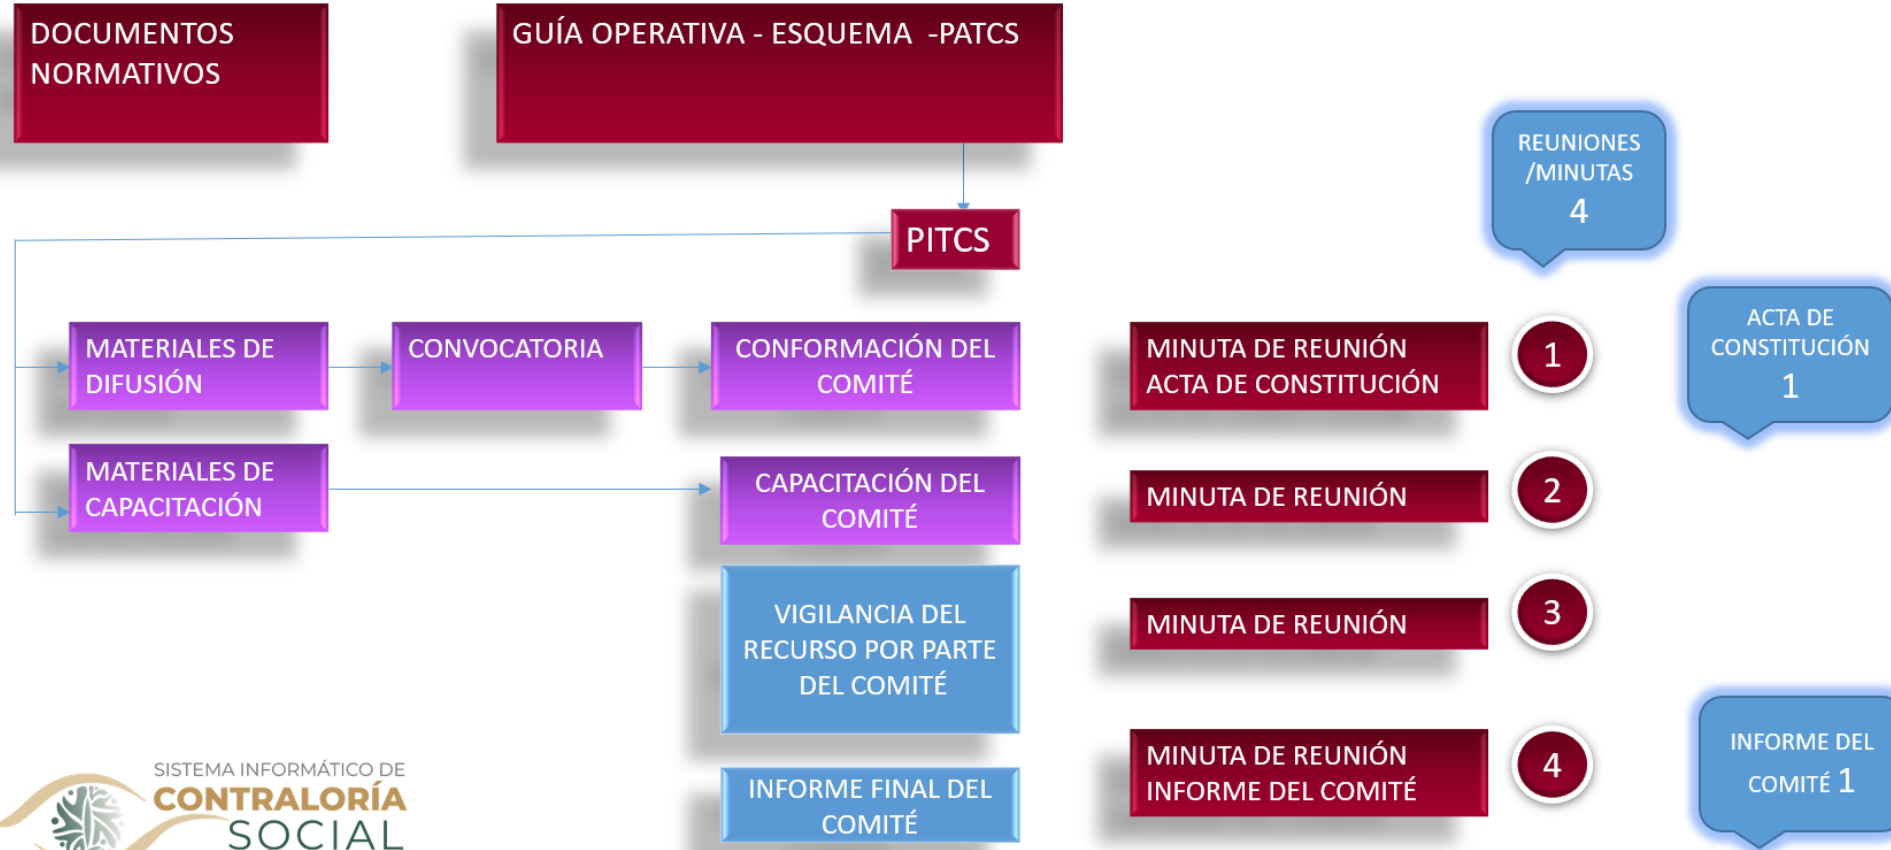 DOCUMENTOS
NORMATIVOS
GUÍA OPERATIVA - ESQUEMA -PATCS
REUNIONES
/MINUTAS
4
PITCS
ACTA DE
CONSTITUCIÓN
1
MATERIALES DE
DIFUSIÓN
CONVOCATORIA
CONFORMACIÓN DEL
COMITÉ
MINUTA DE REUNIÓN
ACTA DE CONSTITUCIÓN
1
MATERIALES DE
CAPACITACIÓN
CAPACITACIÓN DEL
COMITÉ
MINUTA DE REUNIÓN
2
VIGILANCIA DEL
RECURSO POR PARTE
DEL COMITÉ
MINUTA DE REUNIÓN
3
INFORME FINAL DEL
COMITÉ
MINUTA DE REUNIÓN
INFORME DEL COMITÉ
4
INFORME DEL
COMITÉ 1
SISTEMA INFORMÁTICO DE
CONTRALORÍA
SOCIAL